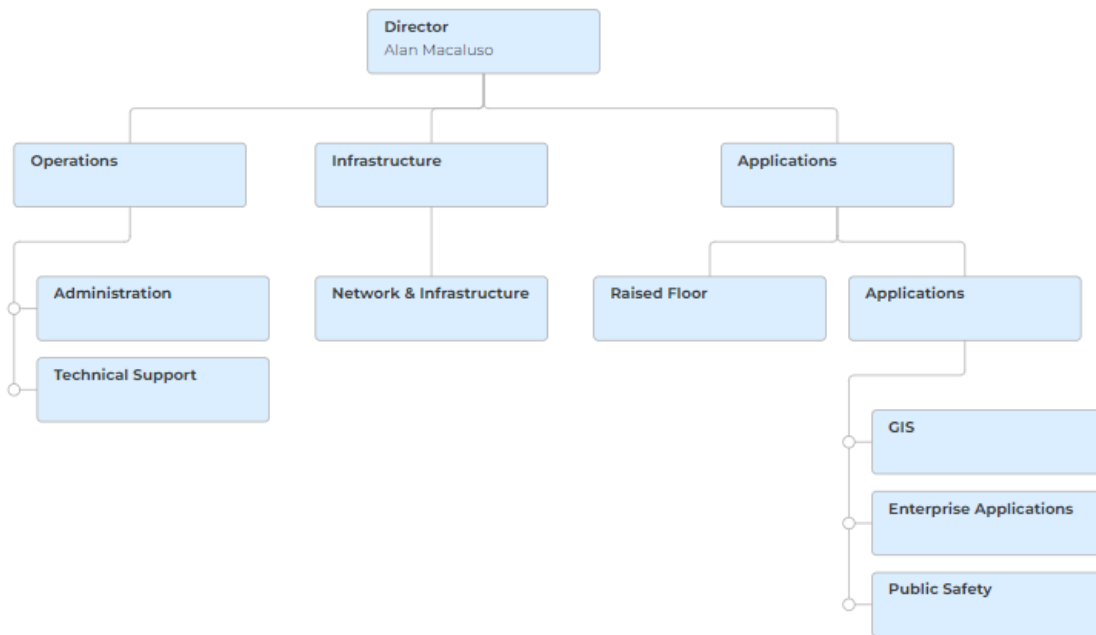 Director
Alan Macaluso
Operations
Infrastructure
Applications
Administration
Network & Infrastructure
Raised Floor
Applications
Technical Support
GIS
Enterprise Applications
Public Safety